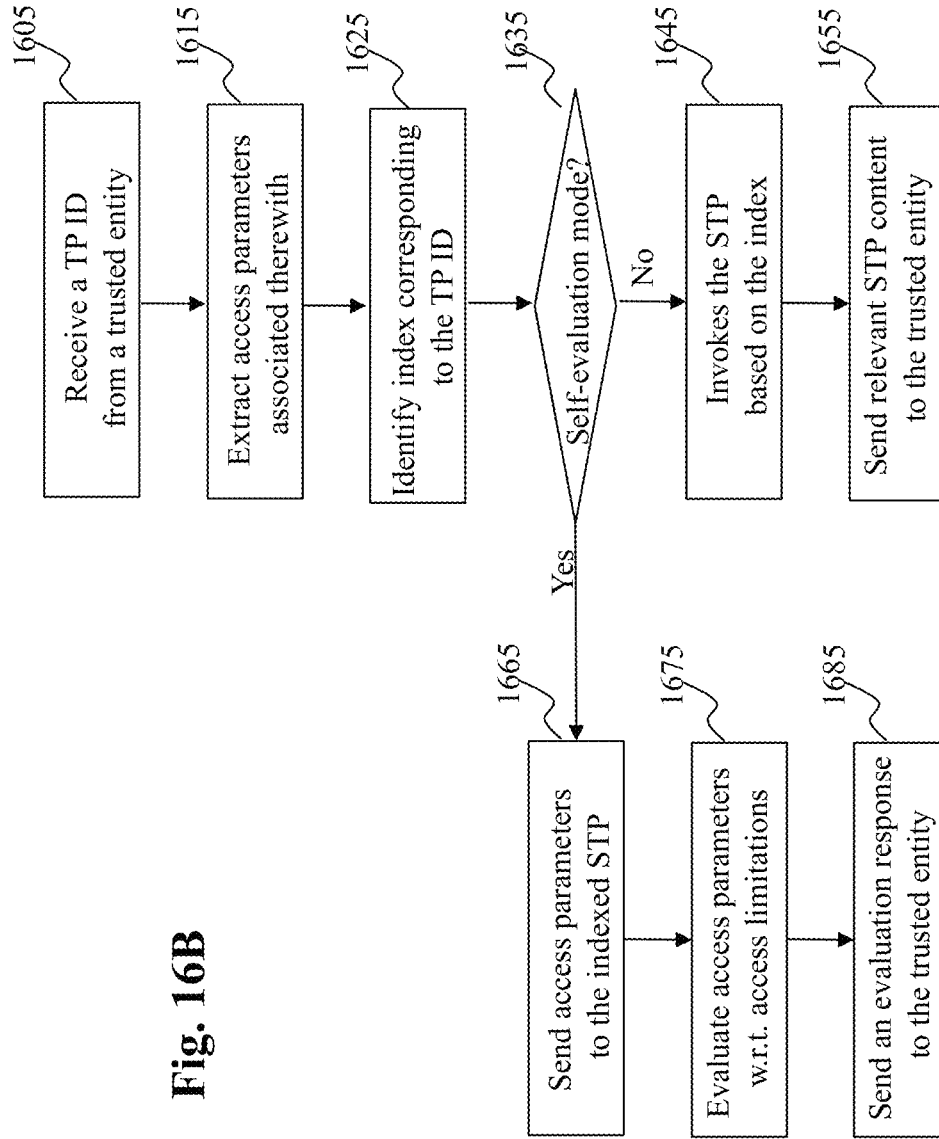 Fig. 16B
1605
Receive a TP ID
from a trusted entity
1615
Extract access parameters
associated therewith
1625
Identify index corresponding
to the TP ID
1635
Self-evaluation mode?
Yes
No
1645
Invokes the STP
based on the index
1655
Send relevant STP content
to the trusted entity
1665
Send access parameters
to the indexed STP
1675
Evaluate access parameters
w.r.t. access limitations
1685
Send an evaluation response
to the trusted entity